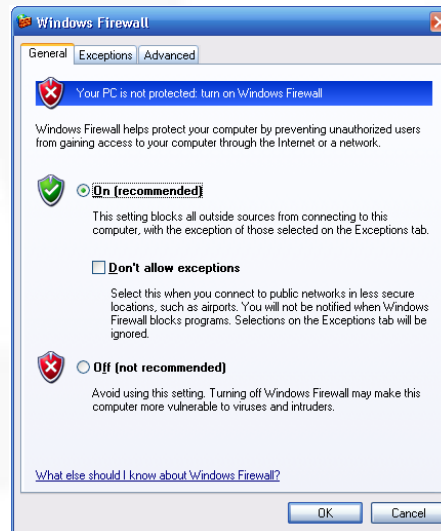 Windows Firewall
General
Exceptions
Advanced
Your PC is not protected: turn on Windows Firewall
Windows Firewall helps protect your computer by preventing unauthorized users
from gaining access to your computer through the Internet or a network.
On (recommended)
This setting blocks all outside sources from connecting to this
computer, with the exception of those selected on the Exceptions tab.
Don't allow exceptions
Select this when you connect to public networks in less secure
locations, such as airports. You will not be notified when Windows
Firewall blocks programs. Selections on the Exceptions tab will be
ignored.
Off (not recommended)
Avoid using this setting. Turning off Windows Firewall may make this
computer more vulnerable to viruses and intruders.
What else should I know about Windows Firewall?
OK
Cancel